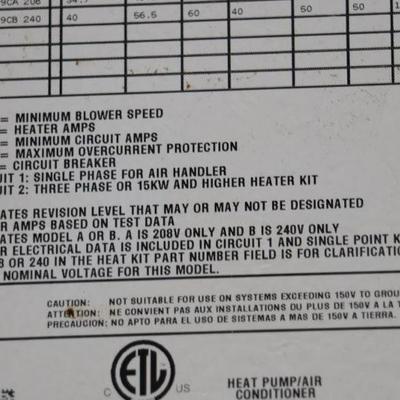 9CA 208
9CB 240 40 56.5 60 40 50 50
= MINIMUM BLOWER SPEED
= HEATER AMPS
= MINIMUM CIRCUIT AMPS
= MAXIMUM OVERCURRENT PROTECTION
= CIRCUIT BREAKER
UIT 1: SINGLE PHASE FOR AIR HANDLER
UIT 2: THREE PHASE OR 15KW AND HIGHER HEATER KIT
ATES REVISION LEVEL THAT MAY OR MAY NOT BE DESIGNATED
R AMPS BASED ON TEST DATA
ATES MODEL A OR B. A IS 208V ONLY AND B IS 240V ONLY
R ELECTRICAL DATA IS INCLUDED IN CIRCUIT 1 AND SINGLE POINT K
B OR 240 IN THE HEAT KIT PART NUMBER FIELD IS FOR CLARIFICATIO
NOMINAL VOLTAGE FOR THIS MODEL.
CAUTION: NOT SUITABLE FOR USE ON SYSTEMS EXCEEDING 150V TO GROU
ATTENTION: NE CONVIENT PAS AUX INSTALLATIONS OU PLUS DE 150V A LA T
PRECAUCION: NO APTO PARA EL USO DE SISTEMAS A MAS DE 150V A TIERRA.
ETL
C US
HEAT PUMP/AIR
CONDITIONER